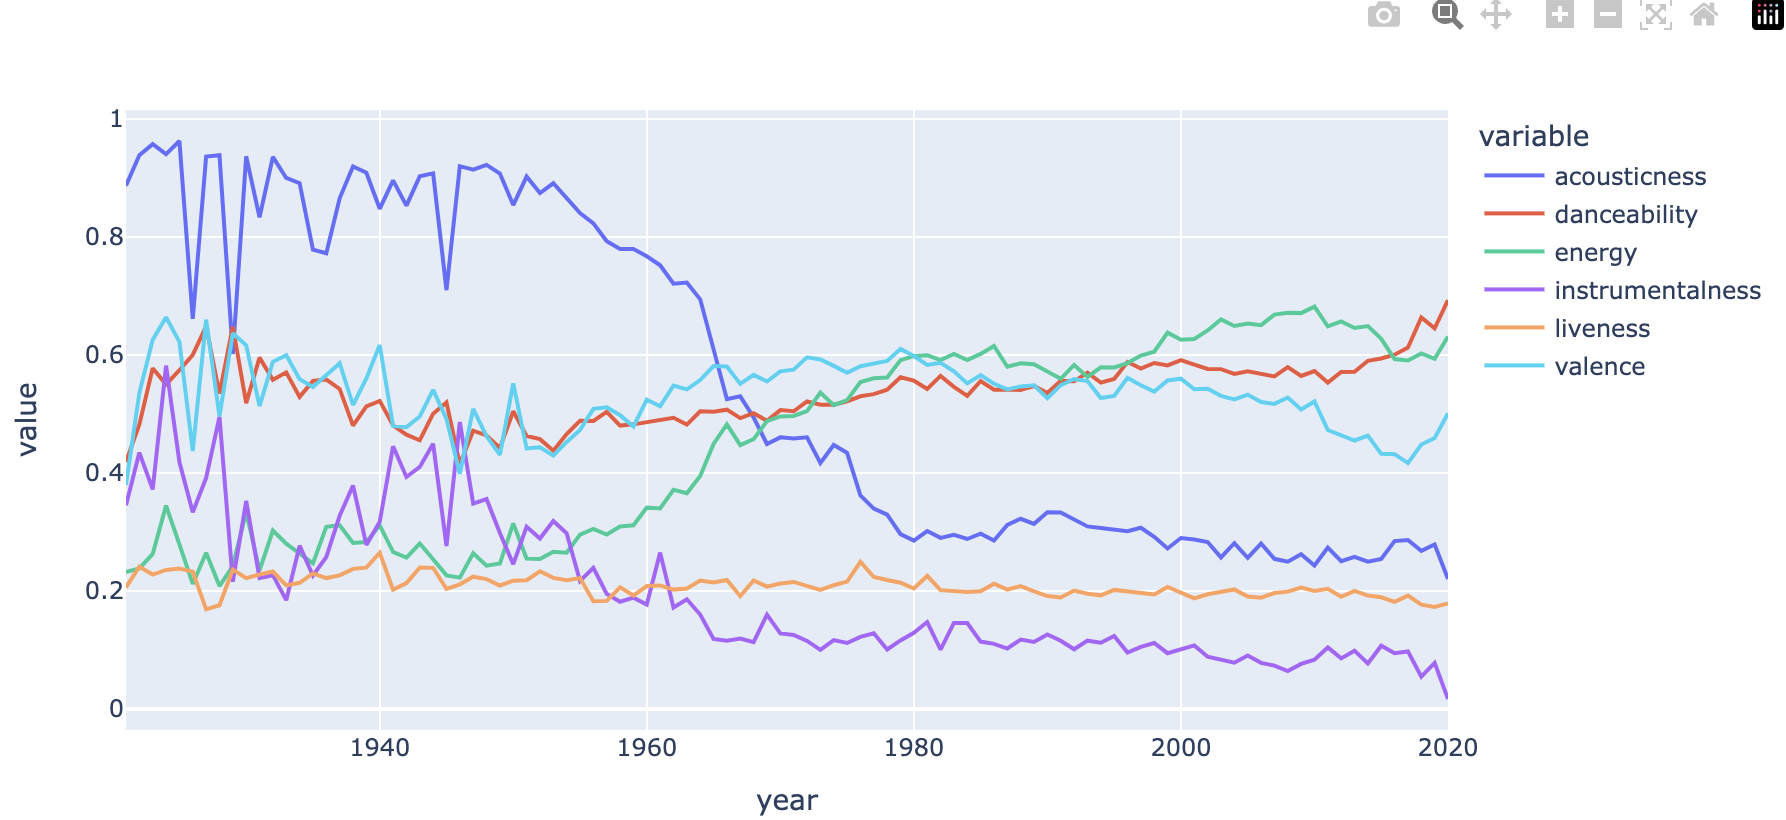 1
0.8
0.6
0.4
0.2
0
value
1940
1960
1980
2000
2020
year
variable
acousticness
danceability
energy
instrumentalness
liveness
valence